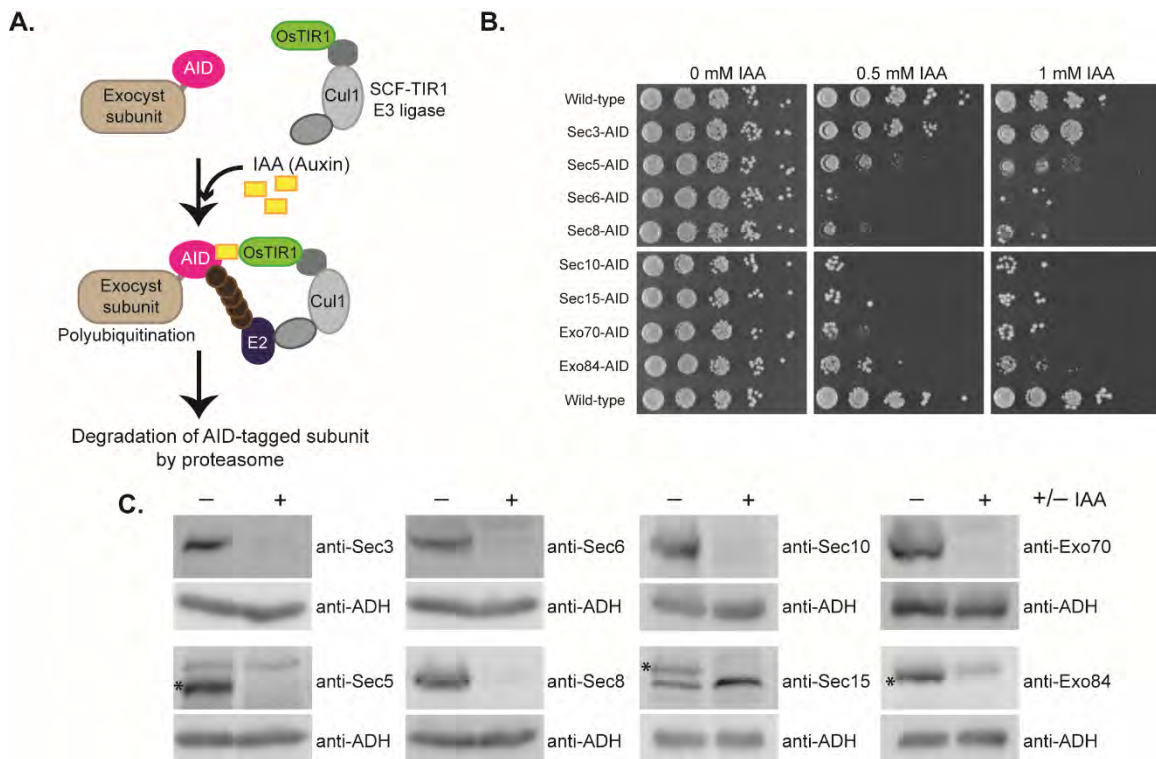 A.
OsTIR1
AID
Exocyst
subunit
Cul1
SCF-TIR1
E3 ligase
IAA (Auxin)
AID
OsTIR1
Exocyst
subunit
Cul1
Polyubiquitination
E2
Degradation of AID-tagged subunit
by proteasome
B.
0 mM IAA 0.5 mM IAA 1 mM IAA
Wild-type
Sec3-AID
Sec5-AID
Sec6-AID
Sec8-AID
Sec10-AID
Sec15-AID
Exo70-AID
Exo84-AID
Wild-type
C.
– + – + – + – + +/– IAA
anti-Sec3 anti-Sec6 anti-Sec10 anti-Exo70
anti-ADH anti-ADH anti-ADH anti-ADH
* anti-Sec5 anti-Sec8 * anti-Sec15 * anti-Exo84
anti-ADH anti-ADH anti-ADH anti-ADH